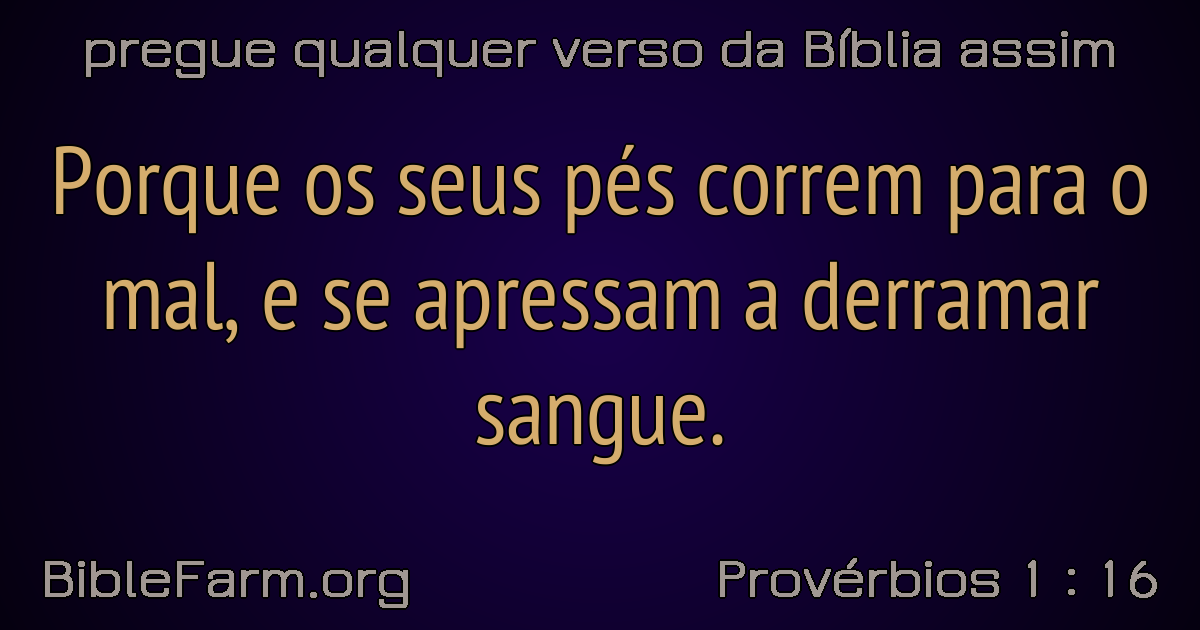 pregue qualquer verso da Bíblia assim
Porque os seus pés correm para o
mal, e se apressam a derramar
sangue.
BibleFarm.org
Provérbios 1 : 16